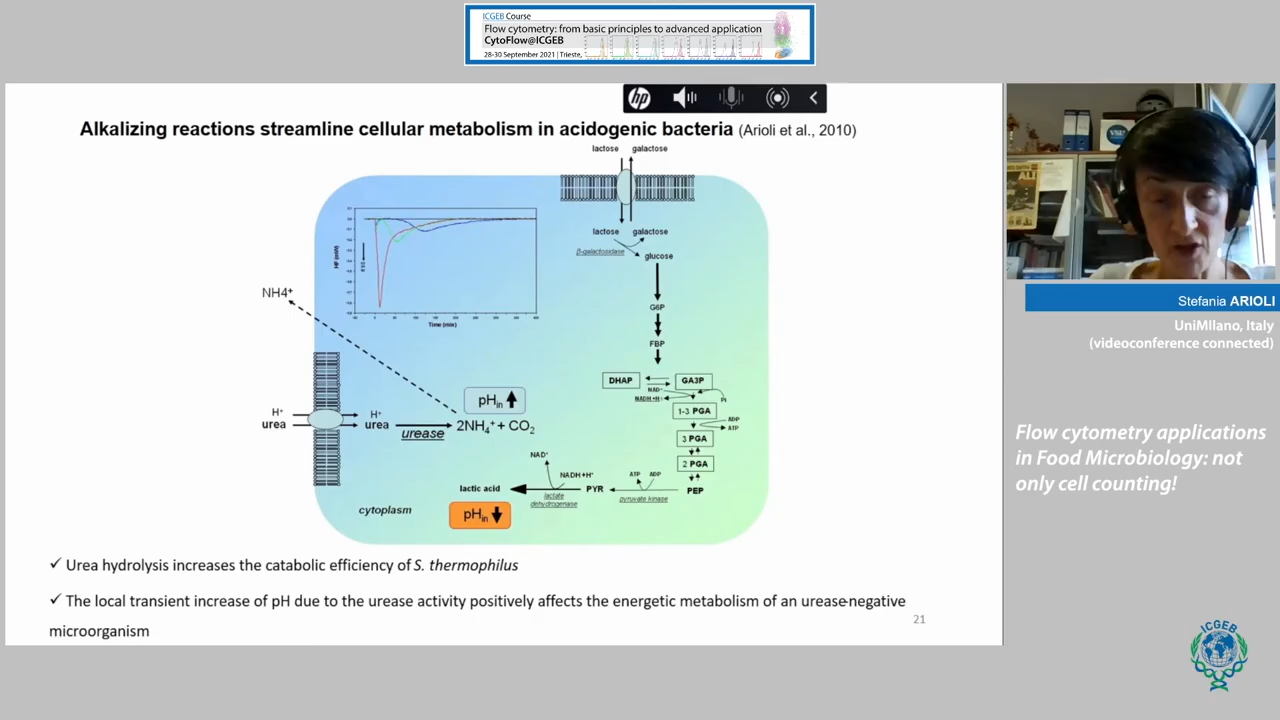 ICGEB Course
Flow cytometry: from basic principles to advanced application
CytoFlow@ICGEB
28-30 September 2021 | Trieste,
hp
Alkalizing reactions streamline cellular metabolism in acidogenic bacteria (Arioli et al., 2010)
lactose galactose
lactose galactose
β-galactosidase
glucose
G6P
FBP
DHAP GA3P
NAD⁺
NADH +H⁺
Pi
1-3 PGA
ADP
ATP
3 PGA
2 PGA
PEP
ATP ADP
pyruvate kinase
PYR
NAD⁺
NADH +H⁺
lactate
dehydrogenase
lactic acid
pHin
cytoplasm
Time (min)
NH4⁺
pHin
H⁺
urea
H⁺
urea
urease
2NH₄⁺ + CO₂
✓ Urea hydrolysis increases the catabolic efficiency of S. thermophilus
✓ The local transient increase of pH due to the urease activity positively affects the energetic metabolism of an urease-negative
microorganism
21
Stefania ARIOLI
UniMIlano, Italy
(videoconference connected)
Flow cytometry applications
in Food Microbiology: not
only cell counting!
ICGEB